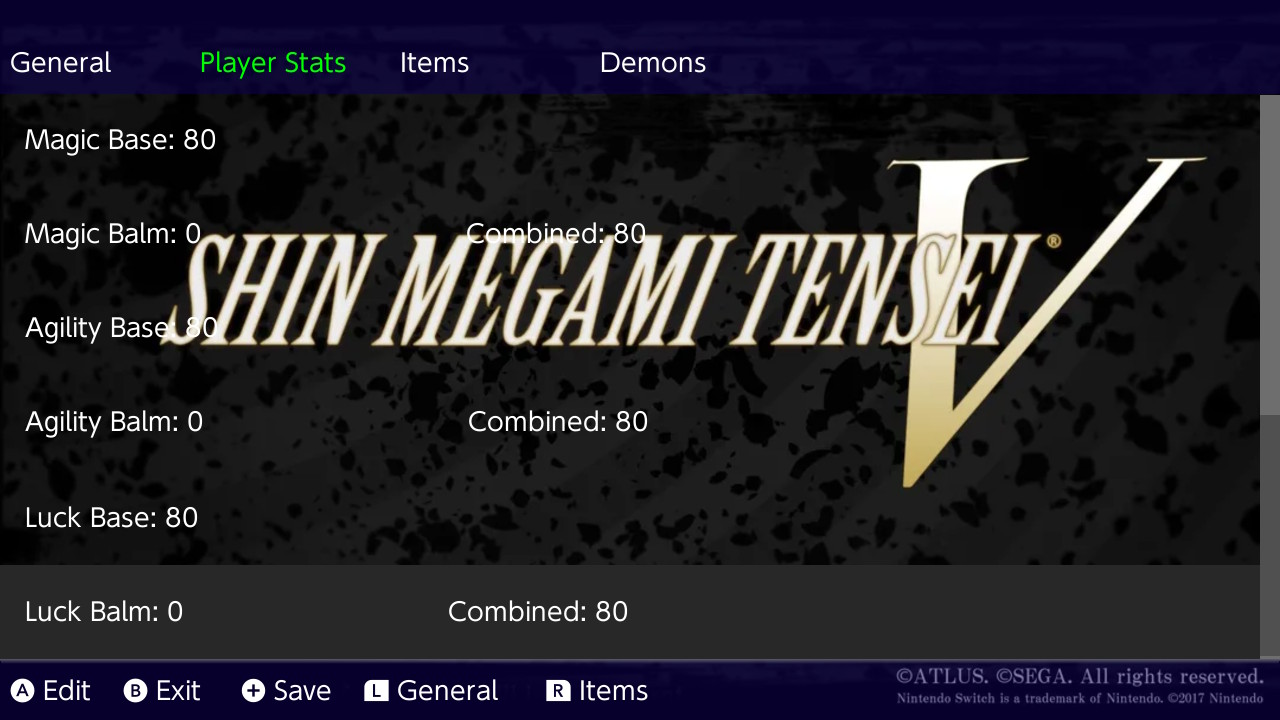 General Player Stats Items Demons
Magic Base: 80
Magic Balm: 0 Combined: 80
SHIN MEGAMI TENSEI V ®
Agility Base: 80
Agility Balm: 0 Combined: 80
Luck Base: 80
Luck Balm: 0 Combined: 80
A Edit B Exit + Save L General R Items
©ATLUS. ©SEGA. All rights reserved.
Nintendo Switch is a trademark of Nintendo. ©2017 Nintendo